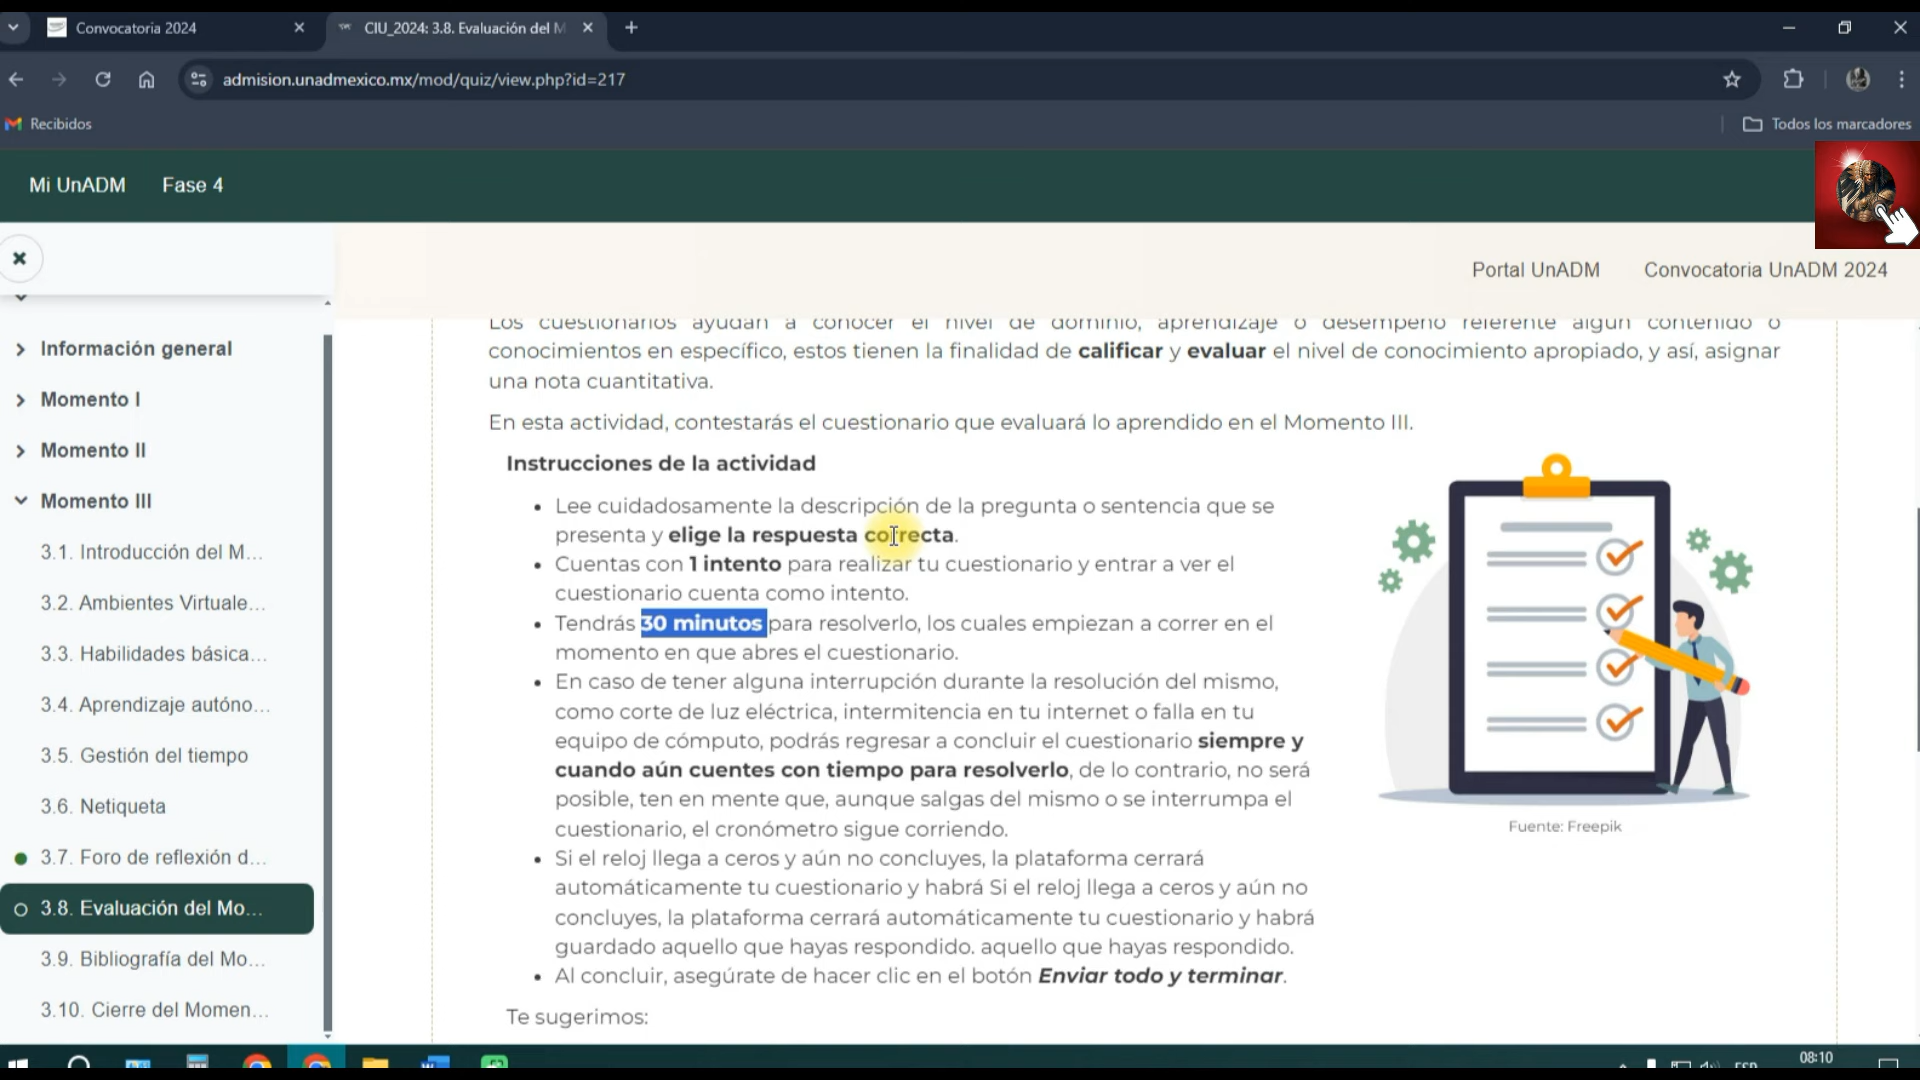 Convocatoria 2024
CIU_2024: 3.8. Evaluación del M
admision.unadmexico.mx/mod/quiz/view.php?id=217
Recibidos
Todos los marcadores
Mi UnADM
Fase 4
Portal UnADM
Convocatoria UnADM 2024
Información general
Momento I
Momento II
Momento III
3.1. Introducción del M...
3.2. Ambientes Virtuale...
3.3. Habilidades básica...
3.4. Aprendizaje autóno...
3.5. Gestión del tiempo
3.6. Netiqueta
3.7. Foro de reflexión d...
3.8. Evaluación del Mo...
3.9. Bibliografía del Mo...
3.10. Cierre del Momen...
Los cuestionarios ayudan a conocer el nivel de dominio, aprendizaje o desempeño referente algún contenido o
conocimientos en específico, estos tienen la finalidad de calificar y evaluar el nivel de conocimiento apropiado, y así, asignar
una nota cuantitativa.
En esta actividad, contestarás el cuestionario que evaluará lo aprendido en el Momento III.
Instrucciones de la actividad
• Lee cuidadosamente la descripción de la pregunta o sentencia que se
presenta y elige la respuesta correcta.
• Cuentas con 1 intento para realizar tu cuestionario y entrar a ver el
cuestionario cuenta como intento.
• Tendrás 30 minutos para resolverlo, los cuales empiezan a correr en el
momento en que abres el cuestionario.
• En caso de tener alguna interrupción durante la resolución del mismo,
como corte de luz eléctrica, intermitencia en tu internet o falla en tu
equipo de cómputo, podrás regresar a concluir el cuestionario siempre y
cuando aún cuentes con tiempo para resolverlo, de lo contrario, no será
posible, ten en mente que, aunque salgas del mismo o se interrumpa el
cuestionario, el cronómetro sigue corriendo.
• Si el reloj llega a ceros y aún no concluyes, la plataforma cerrará
automáticamente tu cuestionario y habrá Si el reloj llega a ceros y aún no
concluyes, la plataforma cerrará automáticamente tu cuestionario y habrá
guardado aquello que hayas respondido. aquello que hayas respondido.
• Al concluir, asegúrate de hacer clic en el botón Enviar todo y terminar.
Te sugerimos:
Fuente: Freepik
ESP
08:10